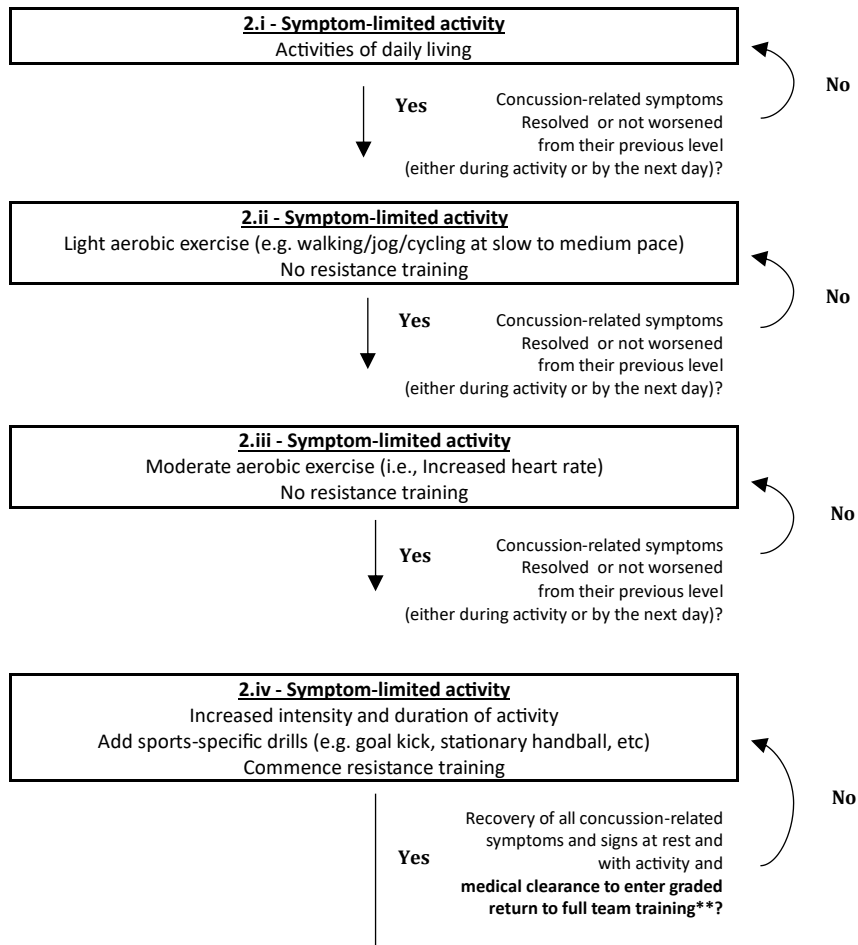 2.i - Symptom-limited activity
Activities of daily living
Yes
Concussion-related symptoms
Resolved or not worsened
from their previous level
(either during activity or by the next day)?
No
2.ii - Symptom-limited activity
Light aerobic exercise (e.g. walking/jog/cycling at slow to medium pace)
No resistance training
Yes
Concussion-related symptoms
Resolved or not worsened
from their previous level
(either during activity or by the next day)?
No
2.iii - Symptom-limited activity
Moderate aerobic exercise (i.e., Increased heart rate)
No resistance training
Yes
Concussion-related symptoms
Resolved or not worsened
from their previous level
(either during activity or by the next day)?
No
2.iv - Symptom-limited activity
Increased intensity and duration of activity
Add sports-specific drills (e.g. goal kick, stationary handball, etc)
Commence resistance training
Yes
Recovery of all concussion-related
symptoms and signs at rest and
with activity and
medical clearance to enter graded
return to full team training**?
No